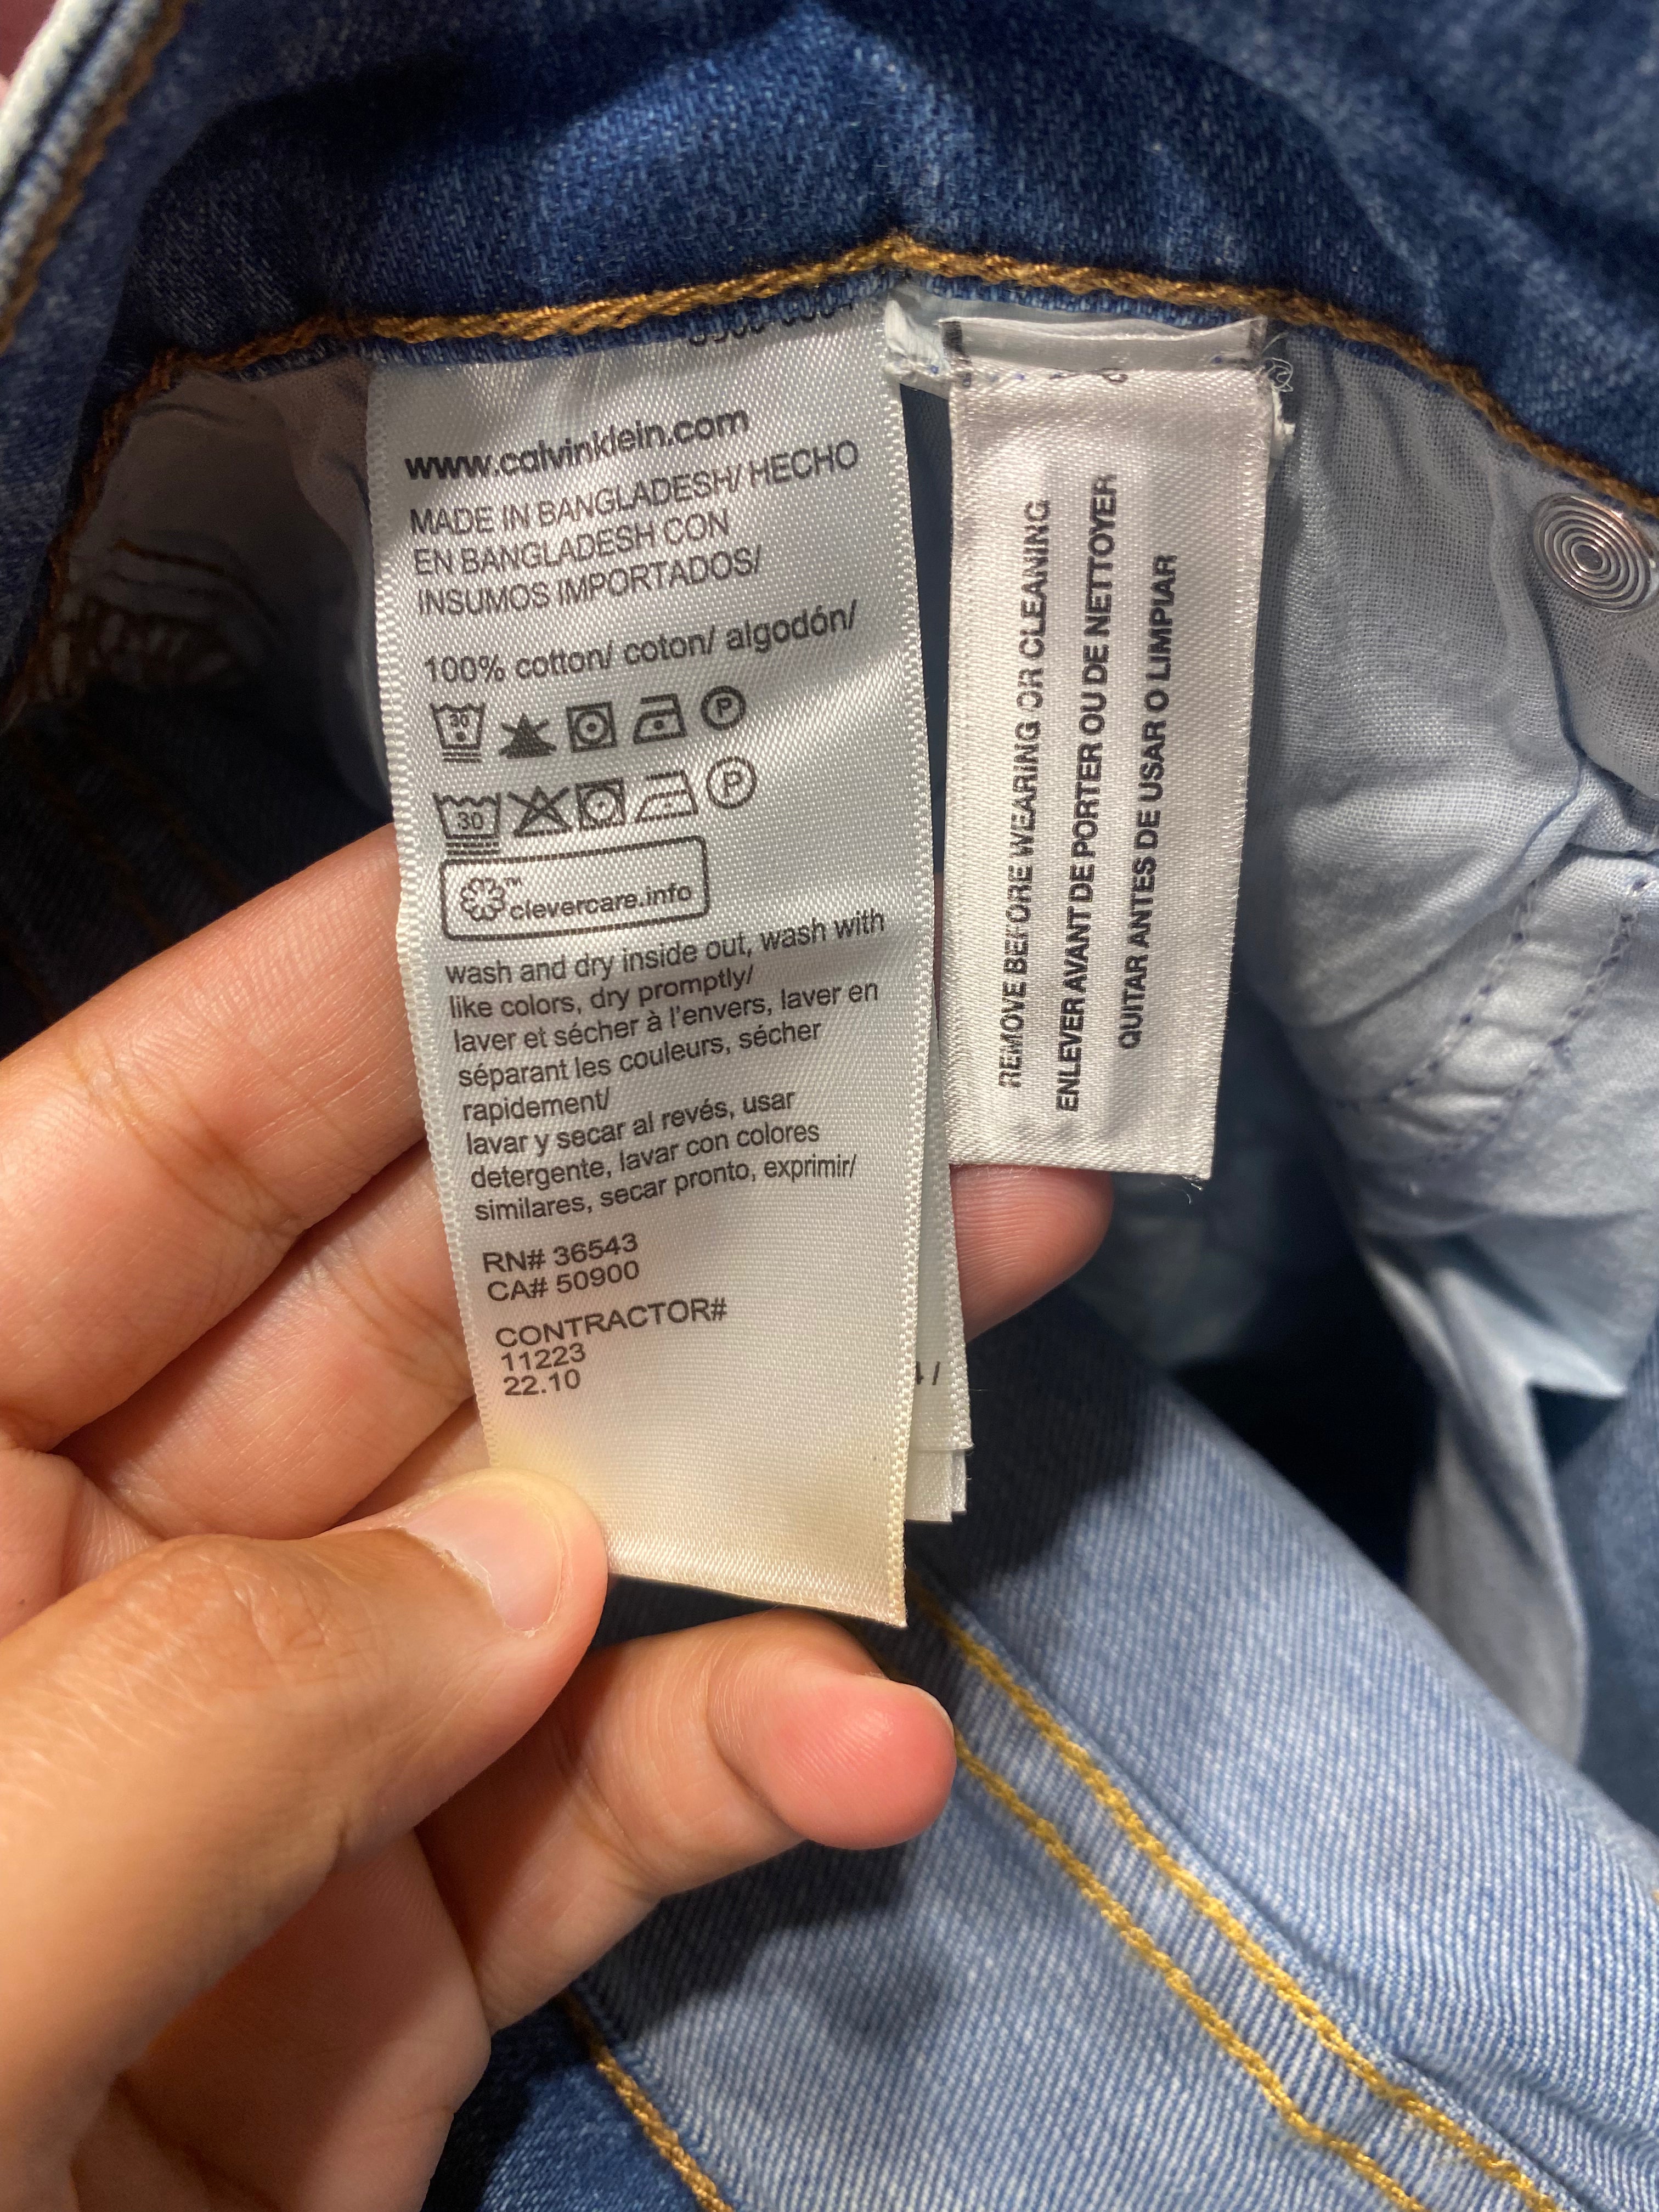 www.calvinklein.com
MADE IN BANGLADESH/ HECHO
EN BANGLADESH CON
INSUMOS IMPORTADOS/
100% cotton/ coton/ algodón/
30
P
30
P
™
clevercare.info
wash and dry inside out, wash with
like colors, dry promptly/
laver et sécher à l'envers, laver en
séparant les couleurs, sécher
rapidement/
lavar y secar al revés, usar
detergente, lavar con colores
similares, secar pronto, exprimir/
RN# 36543
CA# 50900
CONTRACTOR#
11223
22.10
REMOVE BEFORE WEARING OR CLEANING
ENLEVER AVANT DE PORTER OU DE NETTOYER
QUITAR ANTES DE USAR O LIMPIAR